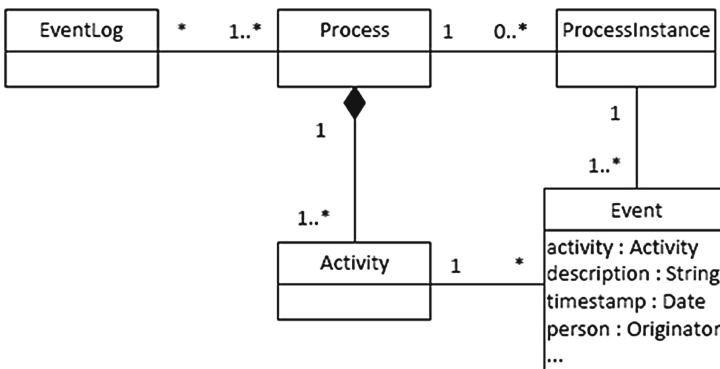 EventLog * 1..* Process 1 0..* ProcessInstance
1 1
1..*
1..* Event
Activity 1 * activity : Activity
description : String
timestamp : Date
person : Originator
...